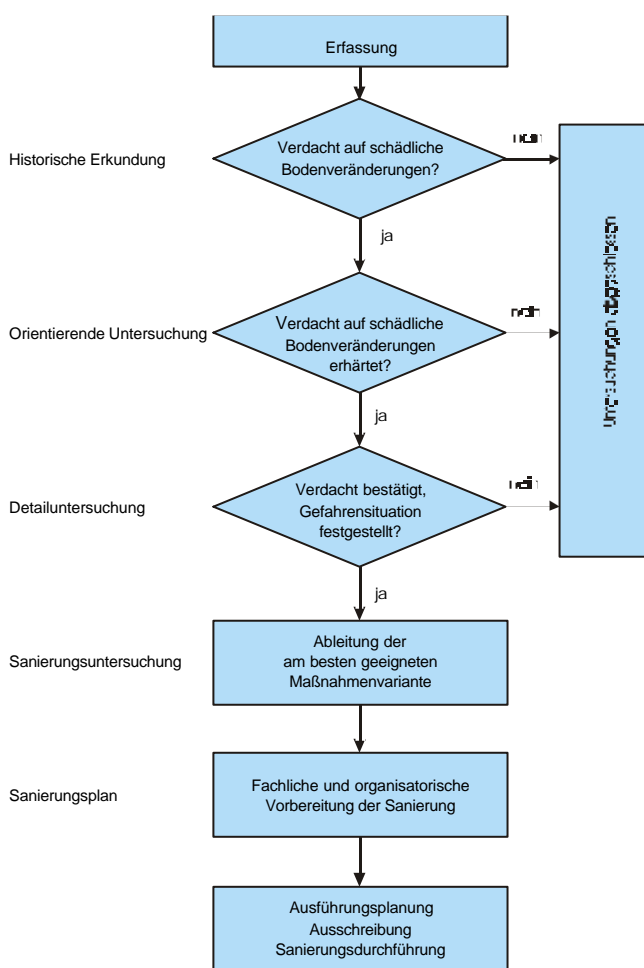 Erfassung
Historische Erkundung
Verdacht auf schädliche
Bodenveränderungen?
ja
Orientierende Untersuchung
Verdacht auf schädliche
Bodenveränderungen
erhärtet?
ja
Detailuntersuchung
Verdacht bestätigt,
Gefahrensituation
festgestellt?
ja
Sanierungsuntersuchung
Ableitung der
am besten geeigneten
Maßnahmenvariante
Sanierungsplan
Fachliche und organisatorische
Vorbereitung der Sanierung
Ausführungsplanung
Ausschreibung
Sanierungsdurchführung